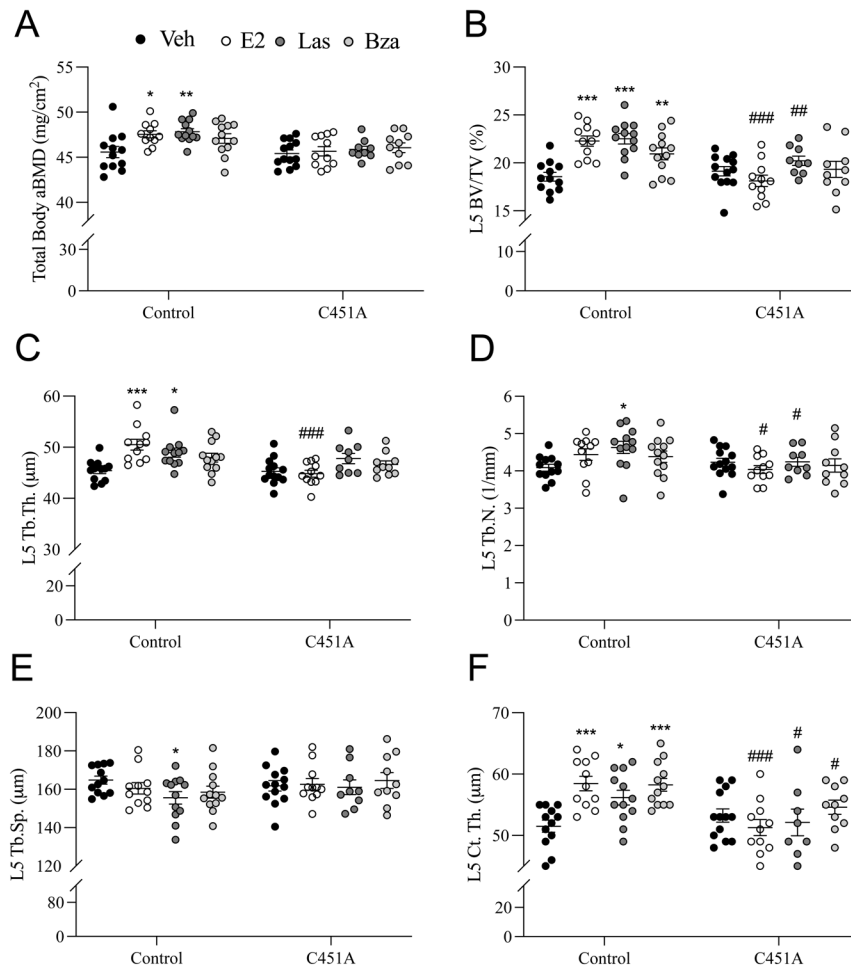 A
Veh E2 Las Bza
Total Body aBMD (mg/cm²)
55
50
45
40
30
0
* **
Control C451A
B
L5 BV/TV (%)
30
25
20
15
10
0
*** *** ** ### ##
Control C451A
C
L5 Tb.Th. (μm)
60
50
40
30
20
0
*** * ###
Control C451A
D
L5 Tb.N. (1/mm)
6
5
4
3
2
1
0
* # #
Control C451A
E
L5 Tb.Sp. (μm)
200
180
160
140
120
80
0
*
Control C451A
F
L5 Ct. Th. (μm)
70
60
50
20
0
*** * *** ### # #
Control C451A